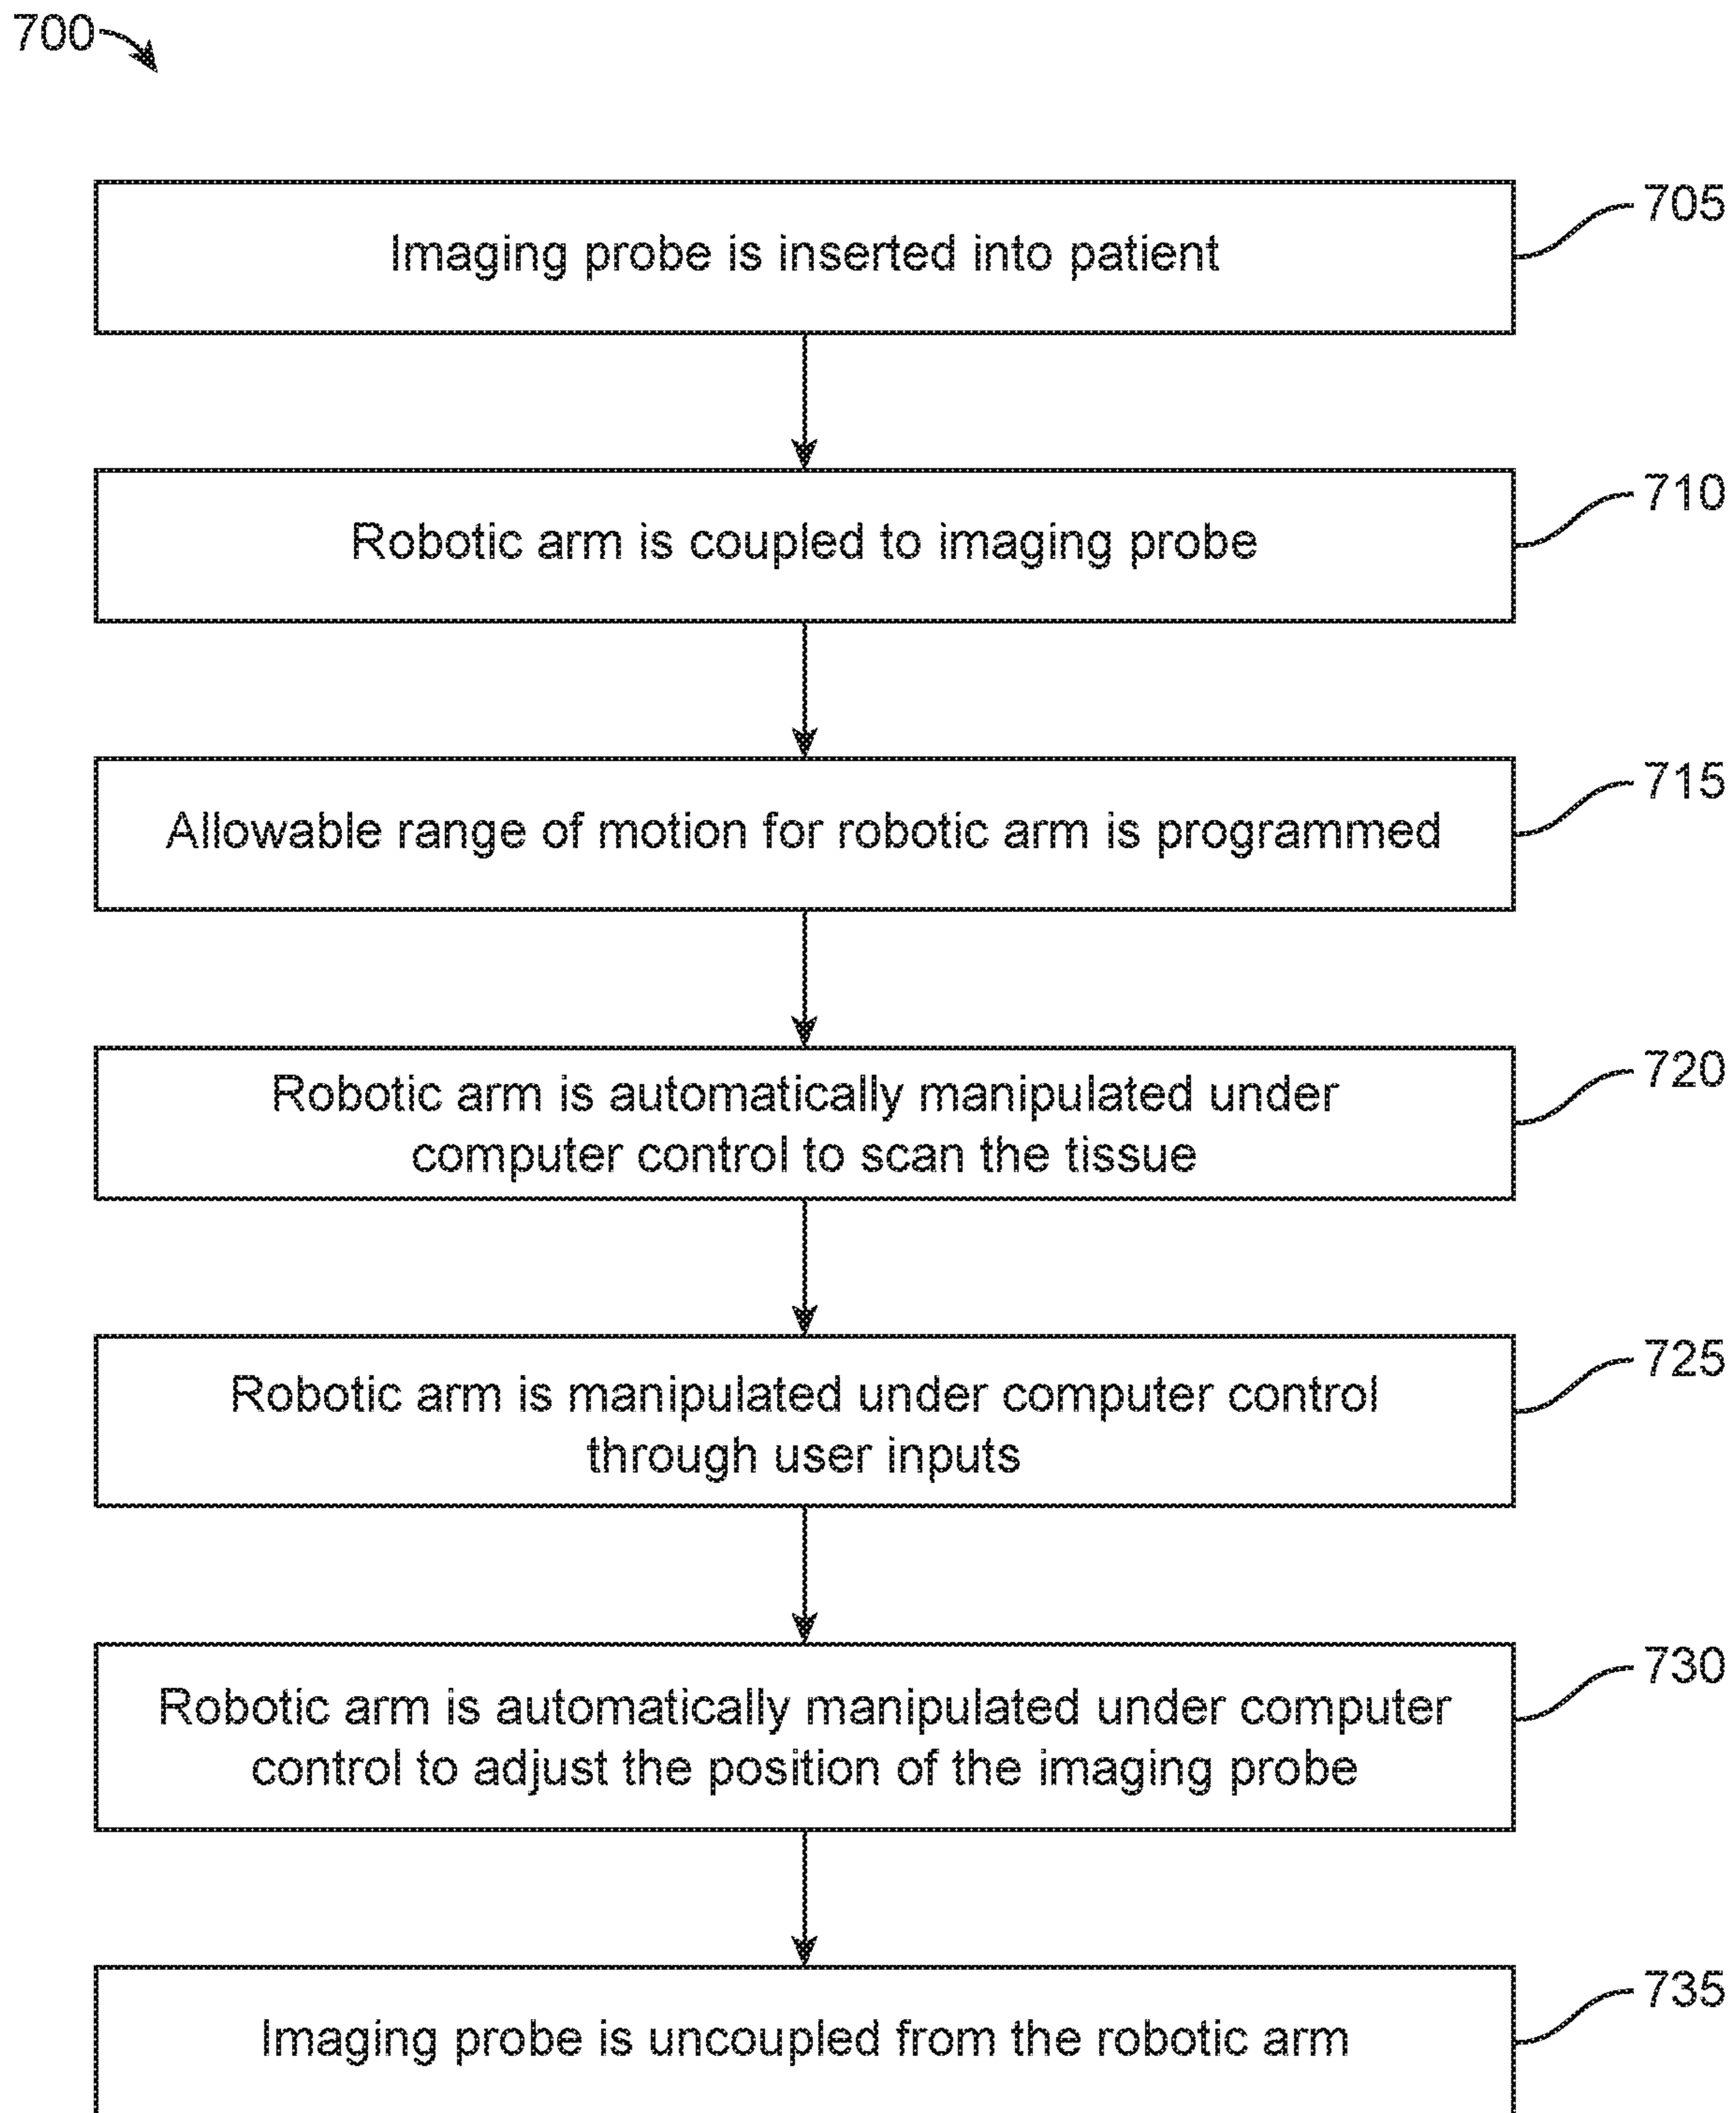 700
Imaging probe is inserted into patient
705
Robotic arm is coupled to imaging probe
710
Allowable range of motion for robotic arm is programmed
715
Robotic arm is automatically manipulated under
computer control to scan the tissue
720
Robotic arm is manipulated under computer control
through user inputs
725
Robotic arm is automatically manipulated under computer
control to adjust the position of the imaging probe
730
Imaging probe is uncoupled from the robotic arm
735